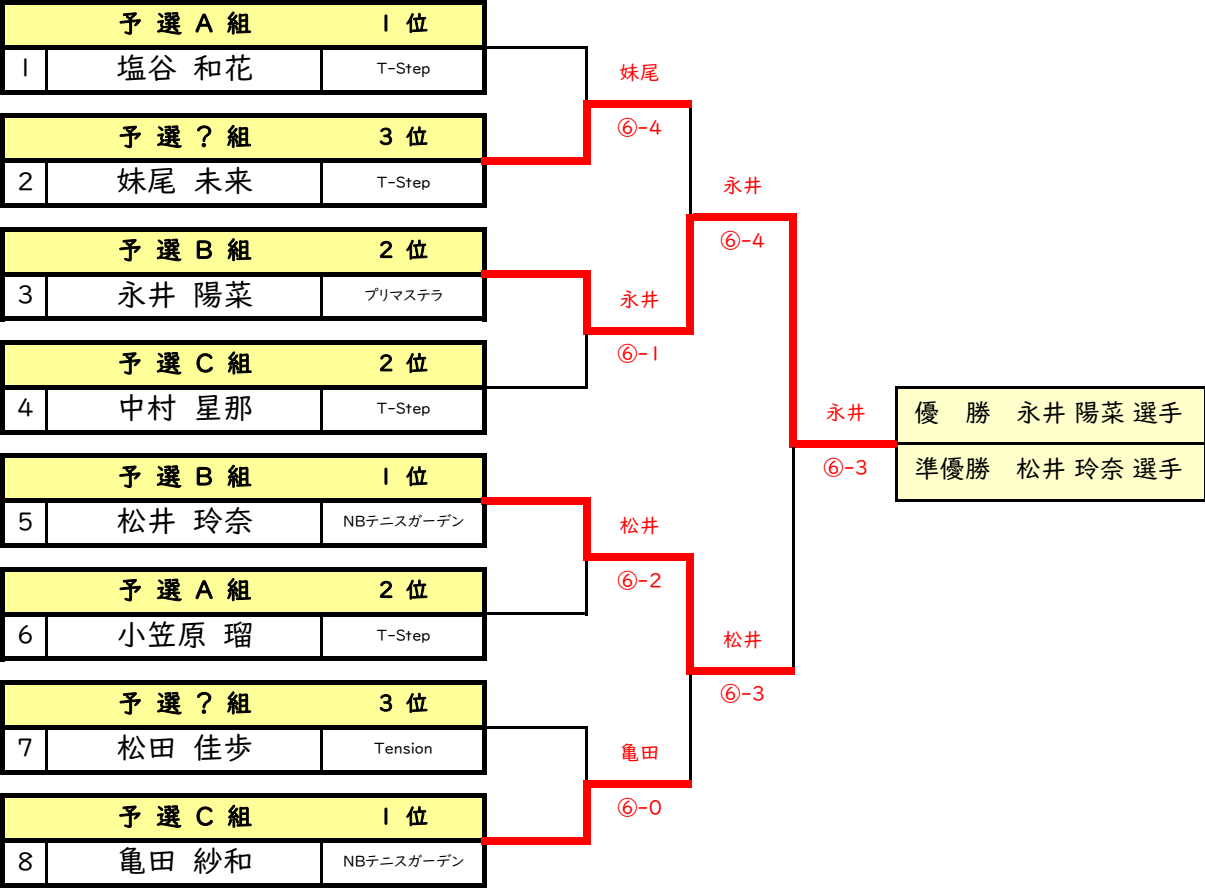 予 選 A 組 1 位
1 塩谷 和花 T-Step
予 選 ? 組 3 位
2 妹尾 未来 T-Step
予 選 B 組 2 位
3 永井 陽菜 プリマステラ
予 選 C 組 2 位
4 中村 星那 T-Step
予 選 B 組 1 位
5 松井 玲奈 NBテニスガーデン
予 選 A 組 2 位
6 小笠原 瑠 T-Step
予 選 ? 組 3 位
7 松田 佳歩 Tension
予 選 C 組 1 位
8 亀田 紗和 NBテニスガーデン
妹尾
⑥-4
永井
⑥-1
松井
⑥-2
亀田
⑥-0
永井
⑥-4
松井
⑥-3
永井
⑥-3
優 勝 永井 陽菜 選手
準優勝 松井 玲奈 選手